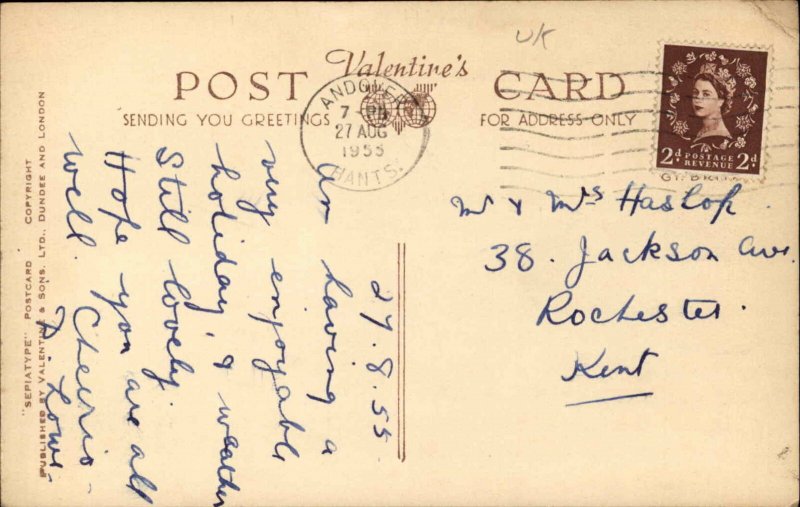 UK
Valentine's
POST CARD
SENDING YOU GREETINGS
FOR ADDRESS ONLY
ANDOVER
7 - PM
27 AUG
1955
HANTS.
2d POSTAGE REVENUE 2d
27.8.55
Am having a
very enjoyable
holiday, & weather
Still lovely.
Hope you are all
well. Cheerio -
D. Lowe -
Mr & Mrs Haslop
38. Jackson Ave.
Rochester.
Kent
"SEPIATYPE" POSTCARD COPYRIGHT
PUBLISHED BY VALENTINE & SONS, LTD., DUNDEE AND LONDON